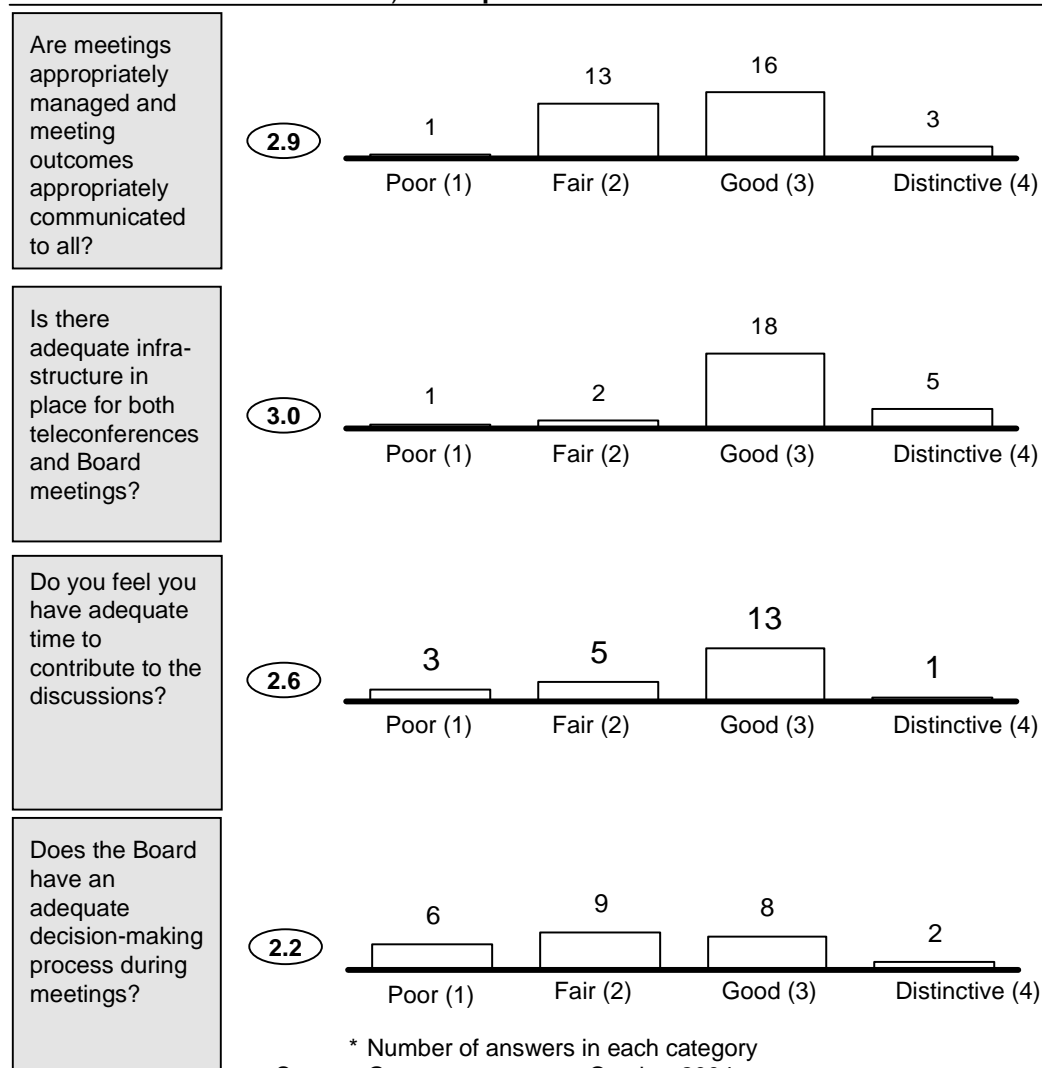 Are meetings
appropriately
managed and
meeting
outcomes
appropriately
communicated
to all?
2.9
1
13
16
3
Poor (1) Fair (2) Good (3) Distinctive (4)
Is there
adequate infra-
structure in
place for both
teleconferences
and Board
meetings?
3.0
1
2
18
5
Poor (1) Fair (2) Good (3) Distinctive (4)
Do you feel you
have adequate
time to
contribute to the
discussions?
2.6
3
5
13
1
Poor (1) Fair (2) Good (3) Distinctive (4)
Does the Board
have an
adequate
decision-making
process during
meetings?
2.2
6
9
8
2
Poor (1) Fair (2) Good (3) Distinctive (4)
* Number of answers in each category